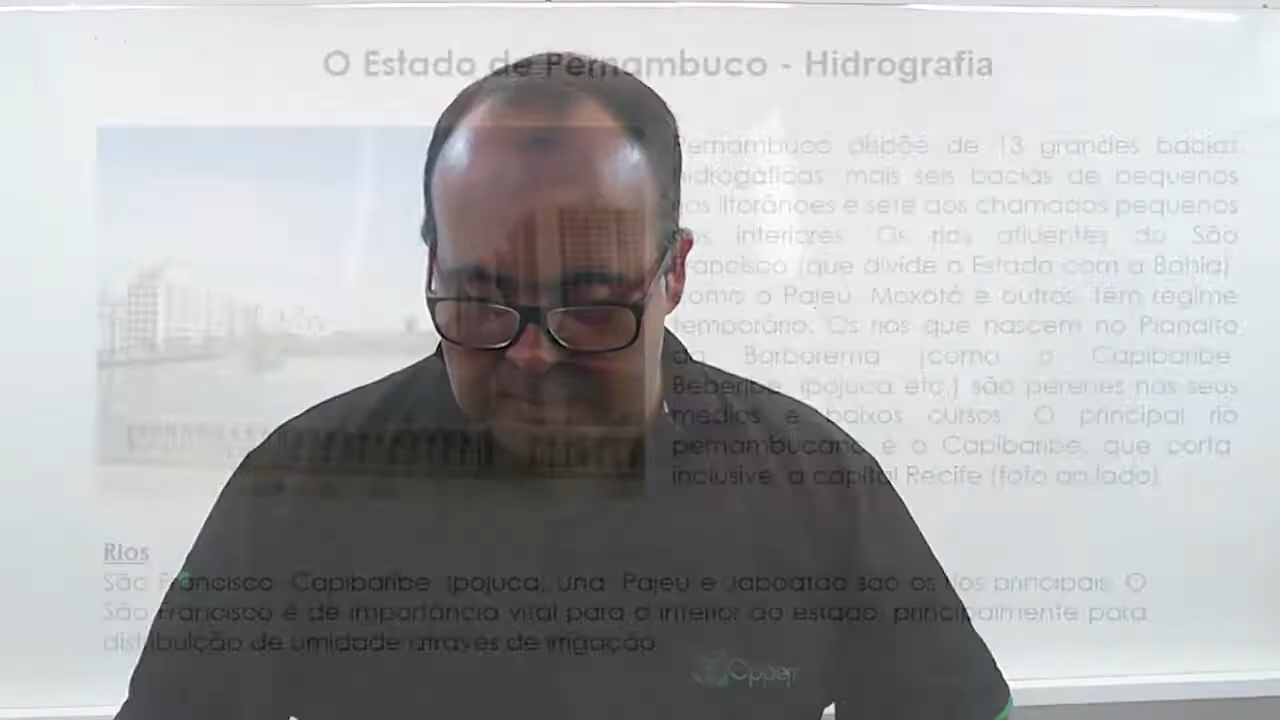 O Estado de Pernambuco - Hidrografia
Pernambuco dispõe de 13 grandes bacias
hidrogáficas, mais seis bacias de pequenos
rios litorânoes e sete dos chamados pequenos
rios interiores. Os rios afluentes do São
Francisco (que divide o Estado com a Bahia),
como o Pajeú, Moxotó e outros, têm regime
temporário. Os rios que nascem no Planalto
da Borborema (como o Capibaribe,
Beberibe, Ipojuca etc.) são perenes nas seus
médios e baixos cursos. O principal rio
pernambucano é o Capibaribe, que corta,
inclusive, a capital Recife (foto ao lado).
Rios
São Francisco, Capibaribe, Ipojuca, Una, Pajeú e Jaboatão são os rios principais. O
São Francisco é de importância vital para o interior do estado, principalmente para
distribuição de umidade através de irrigação